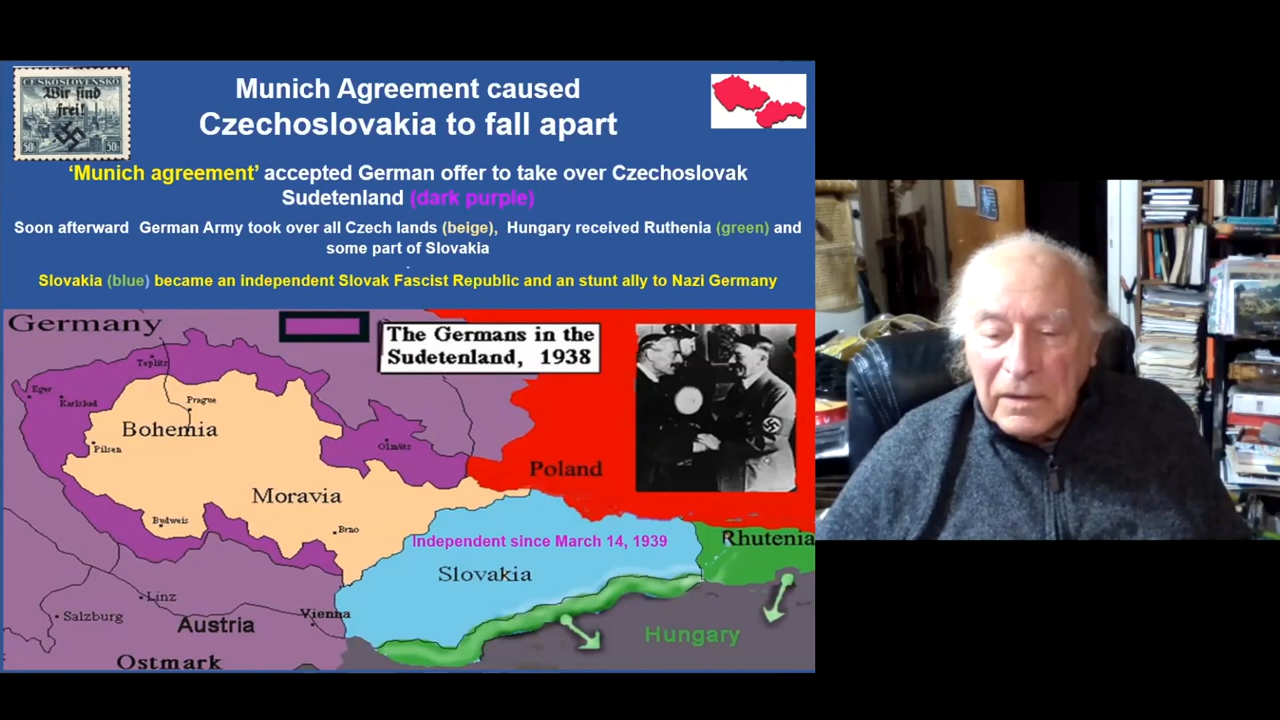 ČESKOSLOVENSKO
Wir sind
frei!
50h 50h
Munich Agreement caused
Czechoslovakia to fall apart
‘Munich agreement’ accepted German offer to take over Czechoslovak
Sudetenland (dark purple)
Soon afterward German Army took over all Czech lands (beige), Hungary received Ruthenia (green) and
some part of Slovakia
Slovakia (blue) became an independent Slovak Fascist Republic and an stunt ally to Nazi Germany
Germany
The Germans in the
Sudetenland, 1938
Teplitz
Eger
Karlsbad
Prague
Bohemia
Pilsen
Olmütz
Poland
Moravia
Budweis
Brno
Independent since March 14, 1939
Rhutenia
Slovakia
Linz
Salzburg
Vienna
Austria
Hungary
Ostmark